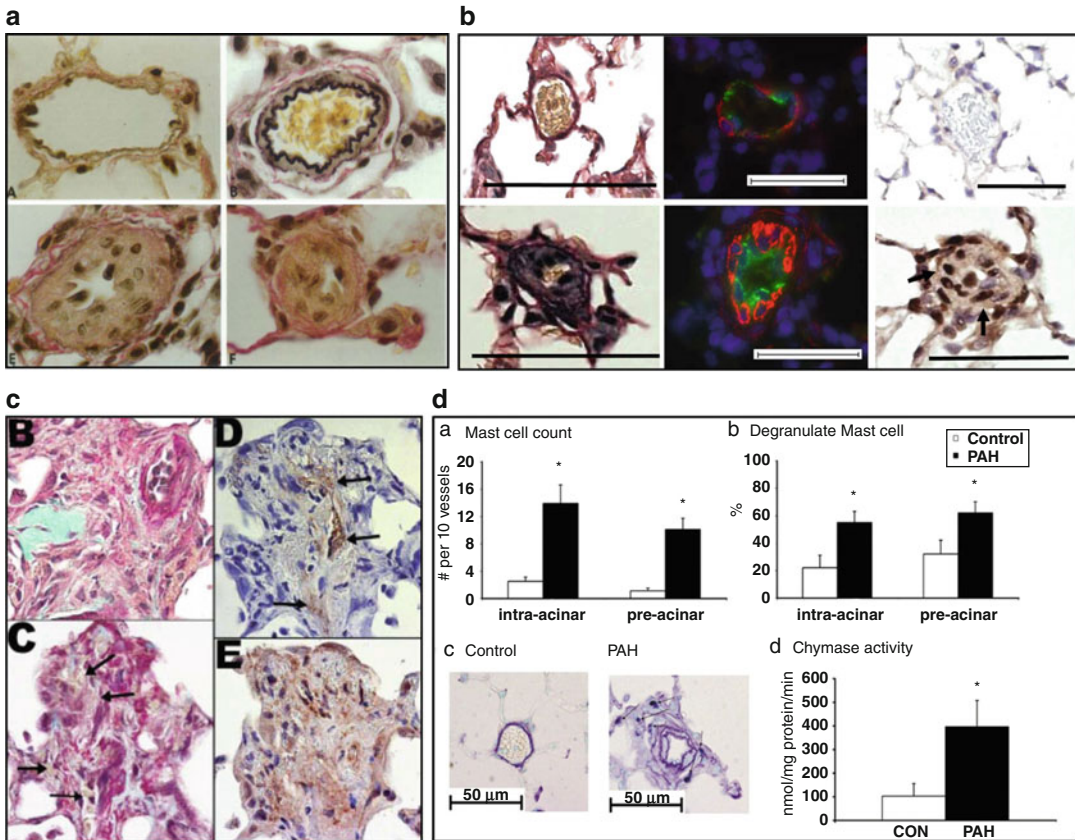 a
A
B
E
F
b
c
B
D
C
E
d
a Mast cell count
# per 10 vessels
20
16
12
8
4
0
*
*
intra-acinar
pre-acinar
b Degranulate Mast cell
Control
PAH
%
100
80
60
40
20
0
*
*
intra-acinar
pre-acinar
c Control
PAH
50 µm
50 µm
d Chymase activity
nmol/mg protein/min
600
500
400
300
200
100
0
*
CON
PAH